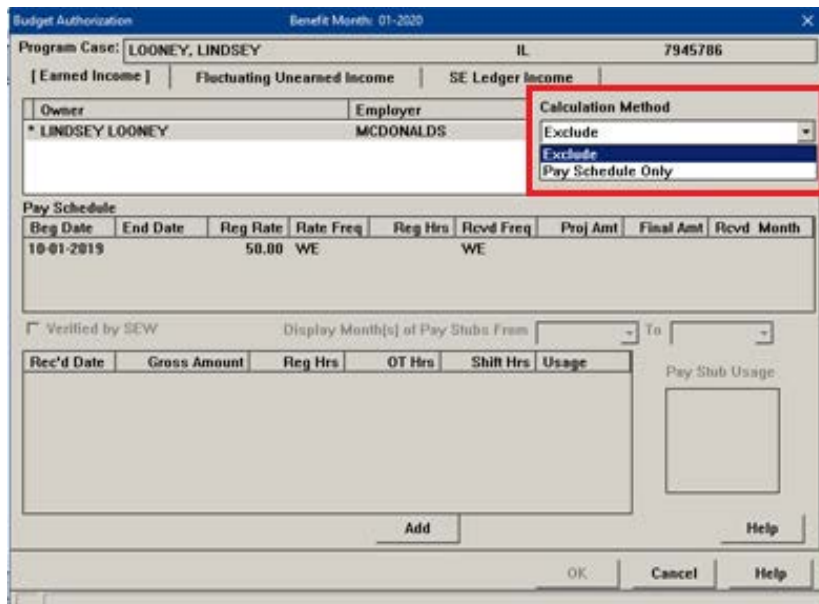 Budget Authorization Benefit Month: 01-2020
Program Case: LOONEY, LINDSEY IL 7945786
[ Earned Income ] Fluctuating Unearned Income SE Ledger Income
Owner Employer
* LINDSEY LOONEY MCDONALDS
Calculation Method
Exclude
Exclude
Pay Schedule Only
Pay Schedule
Beg Date End Date Reg Rate Rate Freq Reg Hrs Rcvd Freq Proj Amt Final Amt Rcvd Month
10-01-2019 50.00 WE WE
Verified by SEW Display Month[s] of Pay Stubs From To
Rec'd Date Gross Amount Reg Hrs OT Hrs Shift Hrs Usage
Pay Stub Usage
Add Help
OK Cancel Help